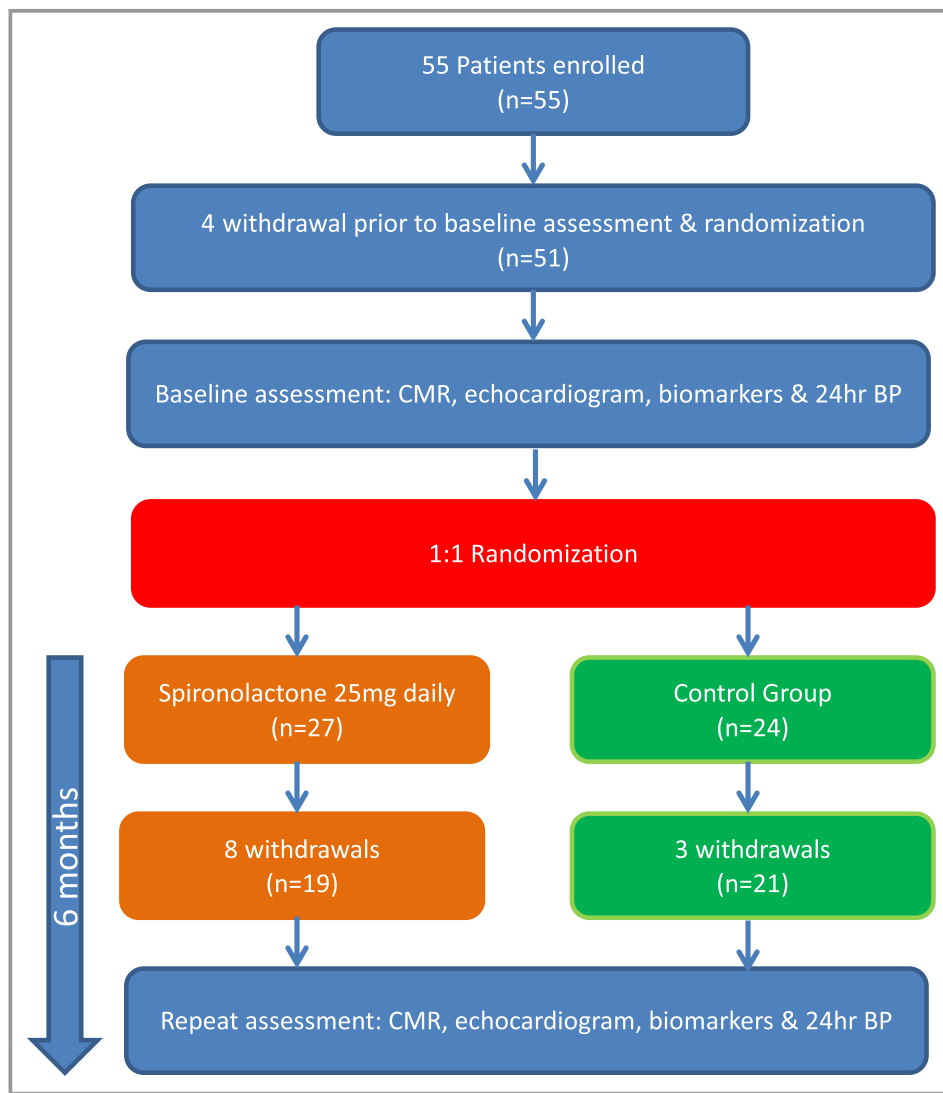 55 Patients enrolled
(n=55)
4 withdrawal prior to baseline assessment & randomization
(n=51)
Baseline assessment: CMR, echocardiogram, biomarkers & 24hr BP
1:1 Randomization
Spironolactone 25mg daily
(n=27)
Control Group
(n=24)
8 withdrawals
(n=19)
3 withdrawals
(n=21)
6 months
Repeat assessment: CMR, echocardiogram, biomarkers & 24hr BP